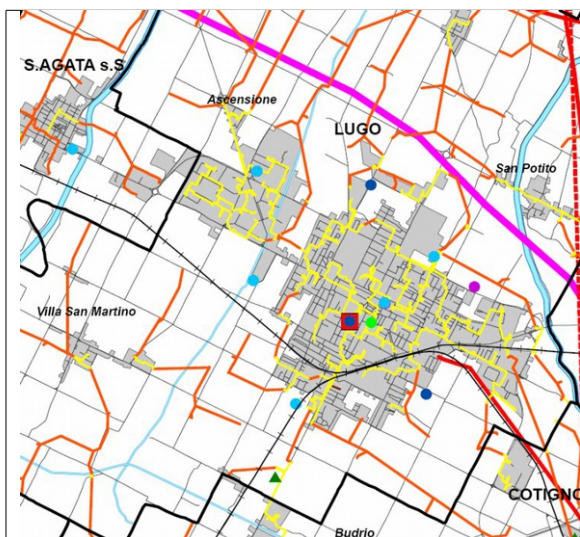 S.AGATA s.S
Ascensione
LUGO
San Potito
Villa San Martino
COTIGNO
Budrio